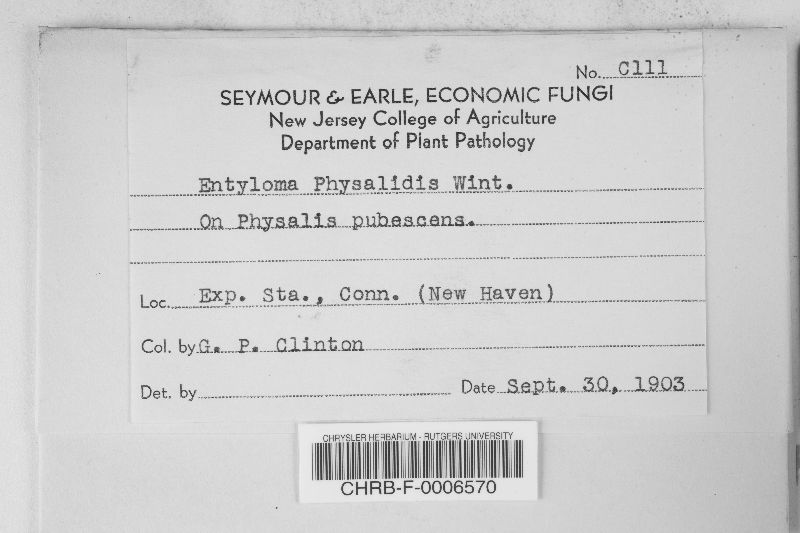 No. C111
SEYMOUR & EARLE, ECONOMIC FUNGI
New Jersey College of Agriculture
Department of Plant Pathology
Entyloma Physalidis Wint.
On Physalis pubescens.
Loc. Exp. Sta., Conn. (New Haven)
Col. by G. P. Clinton
Det. by Date Sept. 30, 1903
CHRYSLER HERBARIUM - RUTGERS UNIVERSITY
CHRB-F-0006570